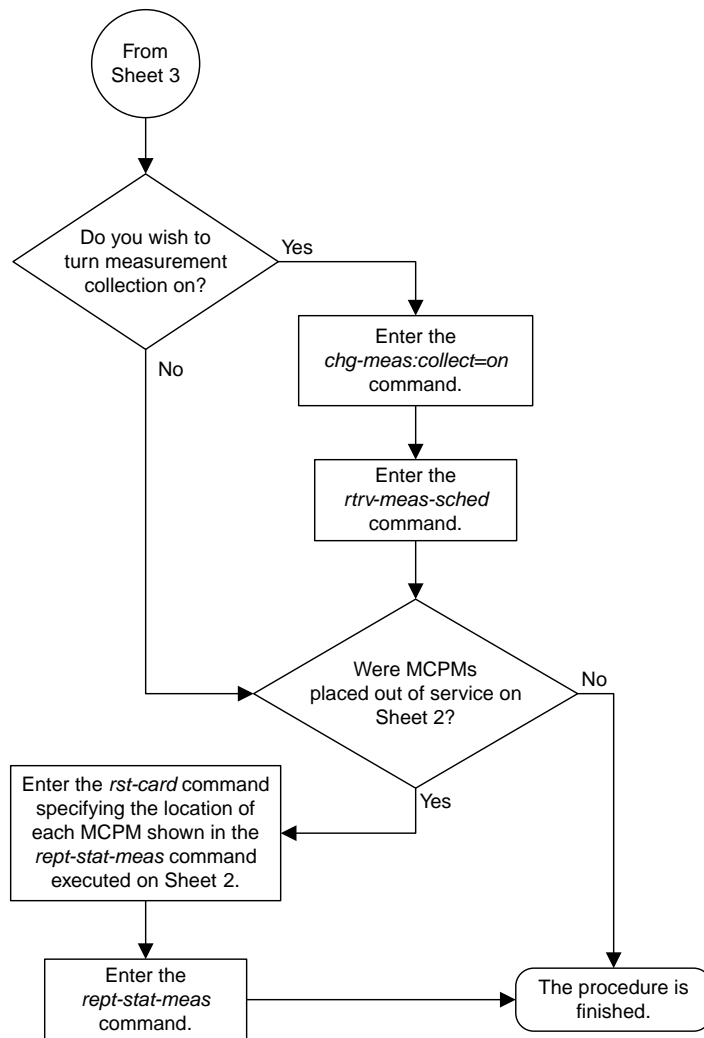 From
Sheet 3
Do you wish to
turn measurement
collection on?
Yes
No
Enter the
chg-meas:collect=on
command.
Enter the
rtrv-meas-sched
command.
Were MCPMs
placed out of service on
Sheet 2?
No
Yes
Enter the rst-card command
specifying the location of
each MCPM shown in the
rept-stat-meas command
executed on Sheet 2.
Enter the
rept-stat-meas
command.
The procedure is
finished.